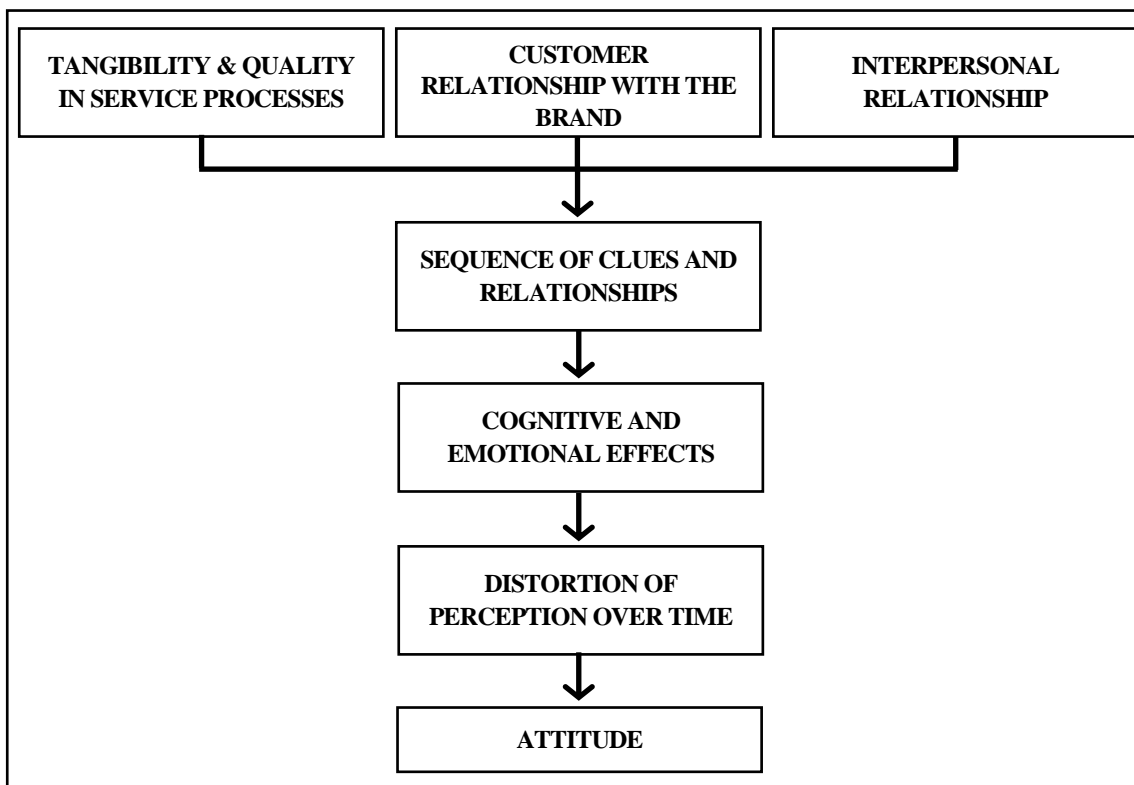 TANGIBILITY & QUALITY
IN SERVICE PROCESSES
CUSTOMER
RELATIONSHIP WITH THE
BRAND
INTERPERSONAL
RELATIONSHIP
SEQUENCE OF CLUES AND
RELATIONSHIPS
COGNITIVE AND
EMOTIONAL EFFECTS
DISTORTION OF
PERCEPTION OVER TIME
ATTITUDE